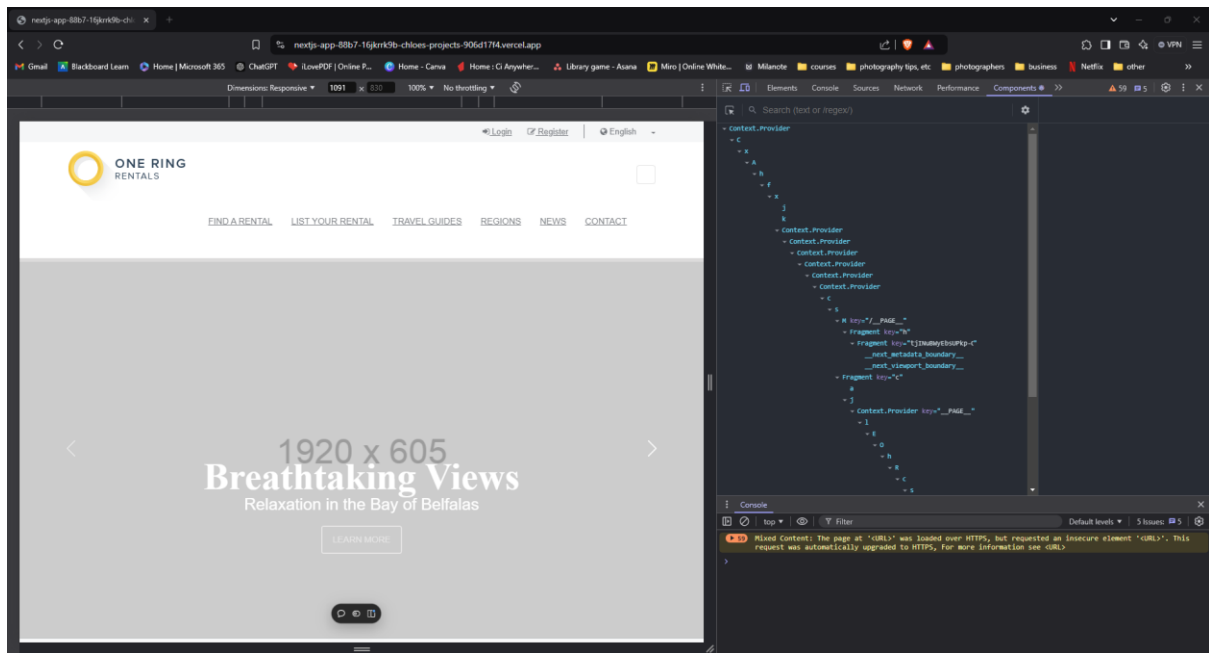 nextjs-app-88b7-16jkrrk9b-chl
nextjs-app-88b7-16jkrrk9b-chloes-projects-906d17f4.vercel.app
VPN
Gmail Blackboard Learn Home | Microsoft 365 ChatGPT iLovePDF | Online P... Home - Canva Home : Ci Anywher... Library game - Asana Miro | Online White... Milanote courses photography tips, etc photographers business Netflix other »
Dimensions: Responsive 1091 x 830 100% No throttling
Elements Console Sources Network Performance Components >> 59 5
Search (text or /regex/)
Login Register English
ONE RING
RENTALS
FIND A RENTAL LIST YOUR RENTAL TRAVEL GUIDES REGIONS NEWS CONTACT
1920 x 605
Breathtaking Views
Relaxation in the Bay of Belfalas
LEARN MORE
Context.Provider
C
x
A
h
f
x
j
k
Context.Provider
Context.Provider
Context.Provider
Context.Provider
Context.Provider
Context.Provider
c
s
M key="/__PAGE__"
Fragment key="h"
__next_metadata_boundary__
__next_viewport_boundary__
Fragment key="c"
a
j
Context.Provider key="__PAGE__"
l
E
O
h
R
c
s
Console
top Filter Default levels 5 Issues: 5
59 Mixed Content: The page at '<URL>' was loaded over HTTPS, but requested an insecure element '<URL>'. This
request was automatically upgraded to HTTPS, For more information see <URL>